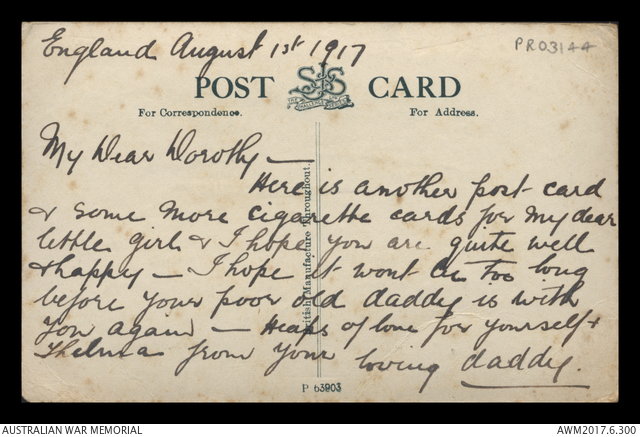 England August 1st 1917
PR03144
POST CARD
For Correspondence.
For Address.
My Dear Dorothy —
Here is another post-card
& some more cigarette cards for my dear
little girl & I hope you are quite well
& happy — I hope it wont be too long
before your poor old daddy is with
you again — Heaps of love for yourself &
Thelma from your loving daddy.
British Manufacture Throughout.
P 63903
AUSTRALIAN WAR MEMORIAL
AWM2017.6.300